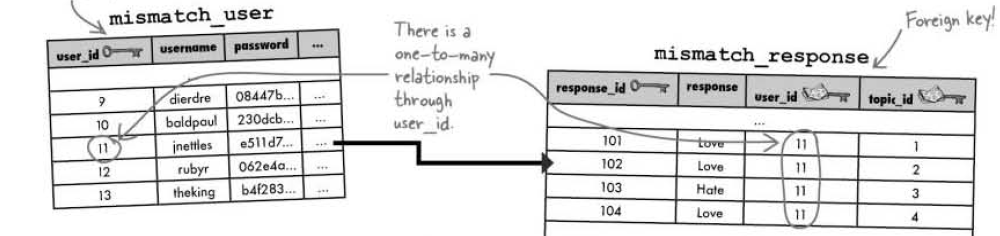 mismatch_user
user_id username password ...
9 dierdre 08447b... ...
10 baldpaul 230dcb... ...
11 jnettles e511d7... ...
12 rubyr 062e4a... ...
13 theking b4f283... ...
There is a
one-to-many
relationship
through
user_id.
Foreign key!
mismatch_response
response_id response user_id topic_id
...
101 Love 11 1
102 Love 11 2
103 Hate 11 3
104 Love 11 4